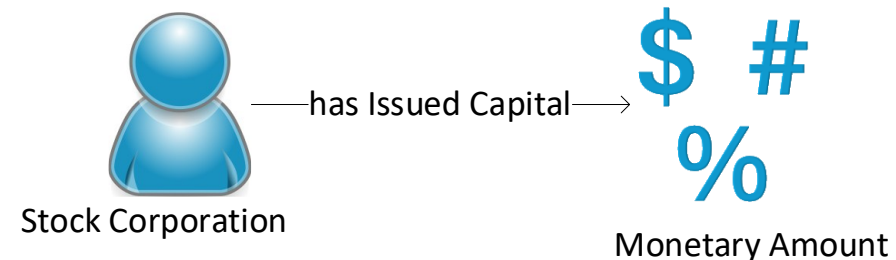 $ #
%
has Issued Capital
Stock Corporation
Monetary Amount